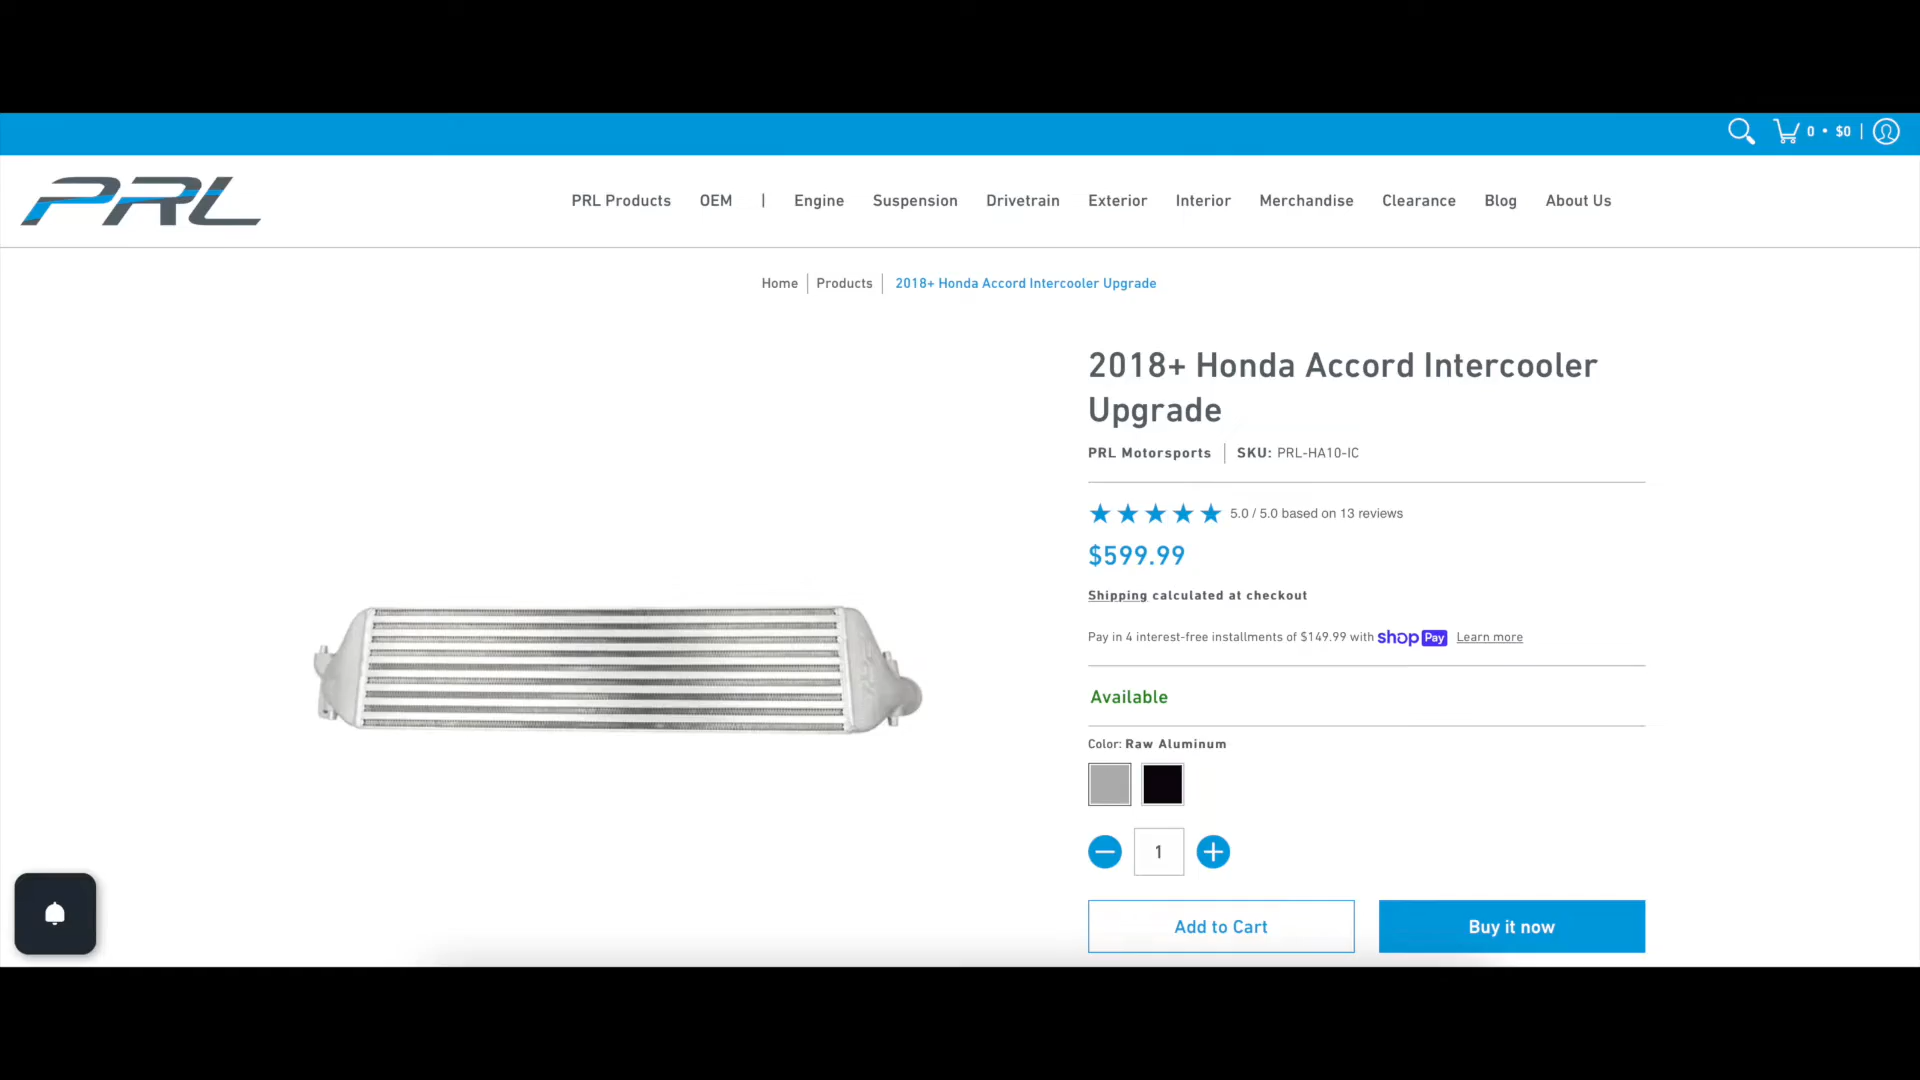 0 • $0 |
PRL
PRL Products OEM | Engine Suspension Drivetrain Exterior Interior Merchandise Clearance Blog About Us
Home Products 2018+ Honda Accord Intercooler Upgrade
2018+ Honda Accord Intercooler
Upgrade
PRL Motorsports SKU: PRL-HA10-IC
5.0 / 5.0 based on 13 reviews
$599.99
Shipping calculated at checkout
Pay in 4 interest-free installments of $149.99 with shop Pay Learn more
Available
Color: Raw Aluminum
1
Add to Cart Buy it now